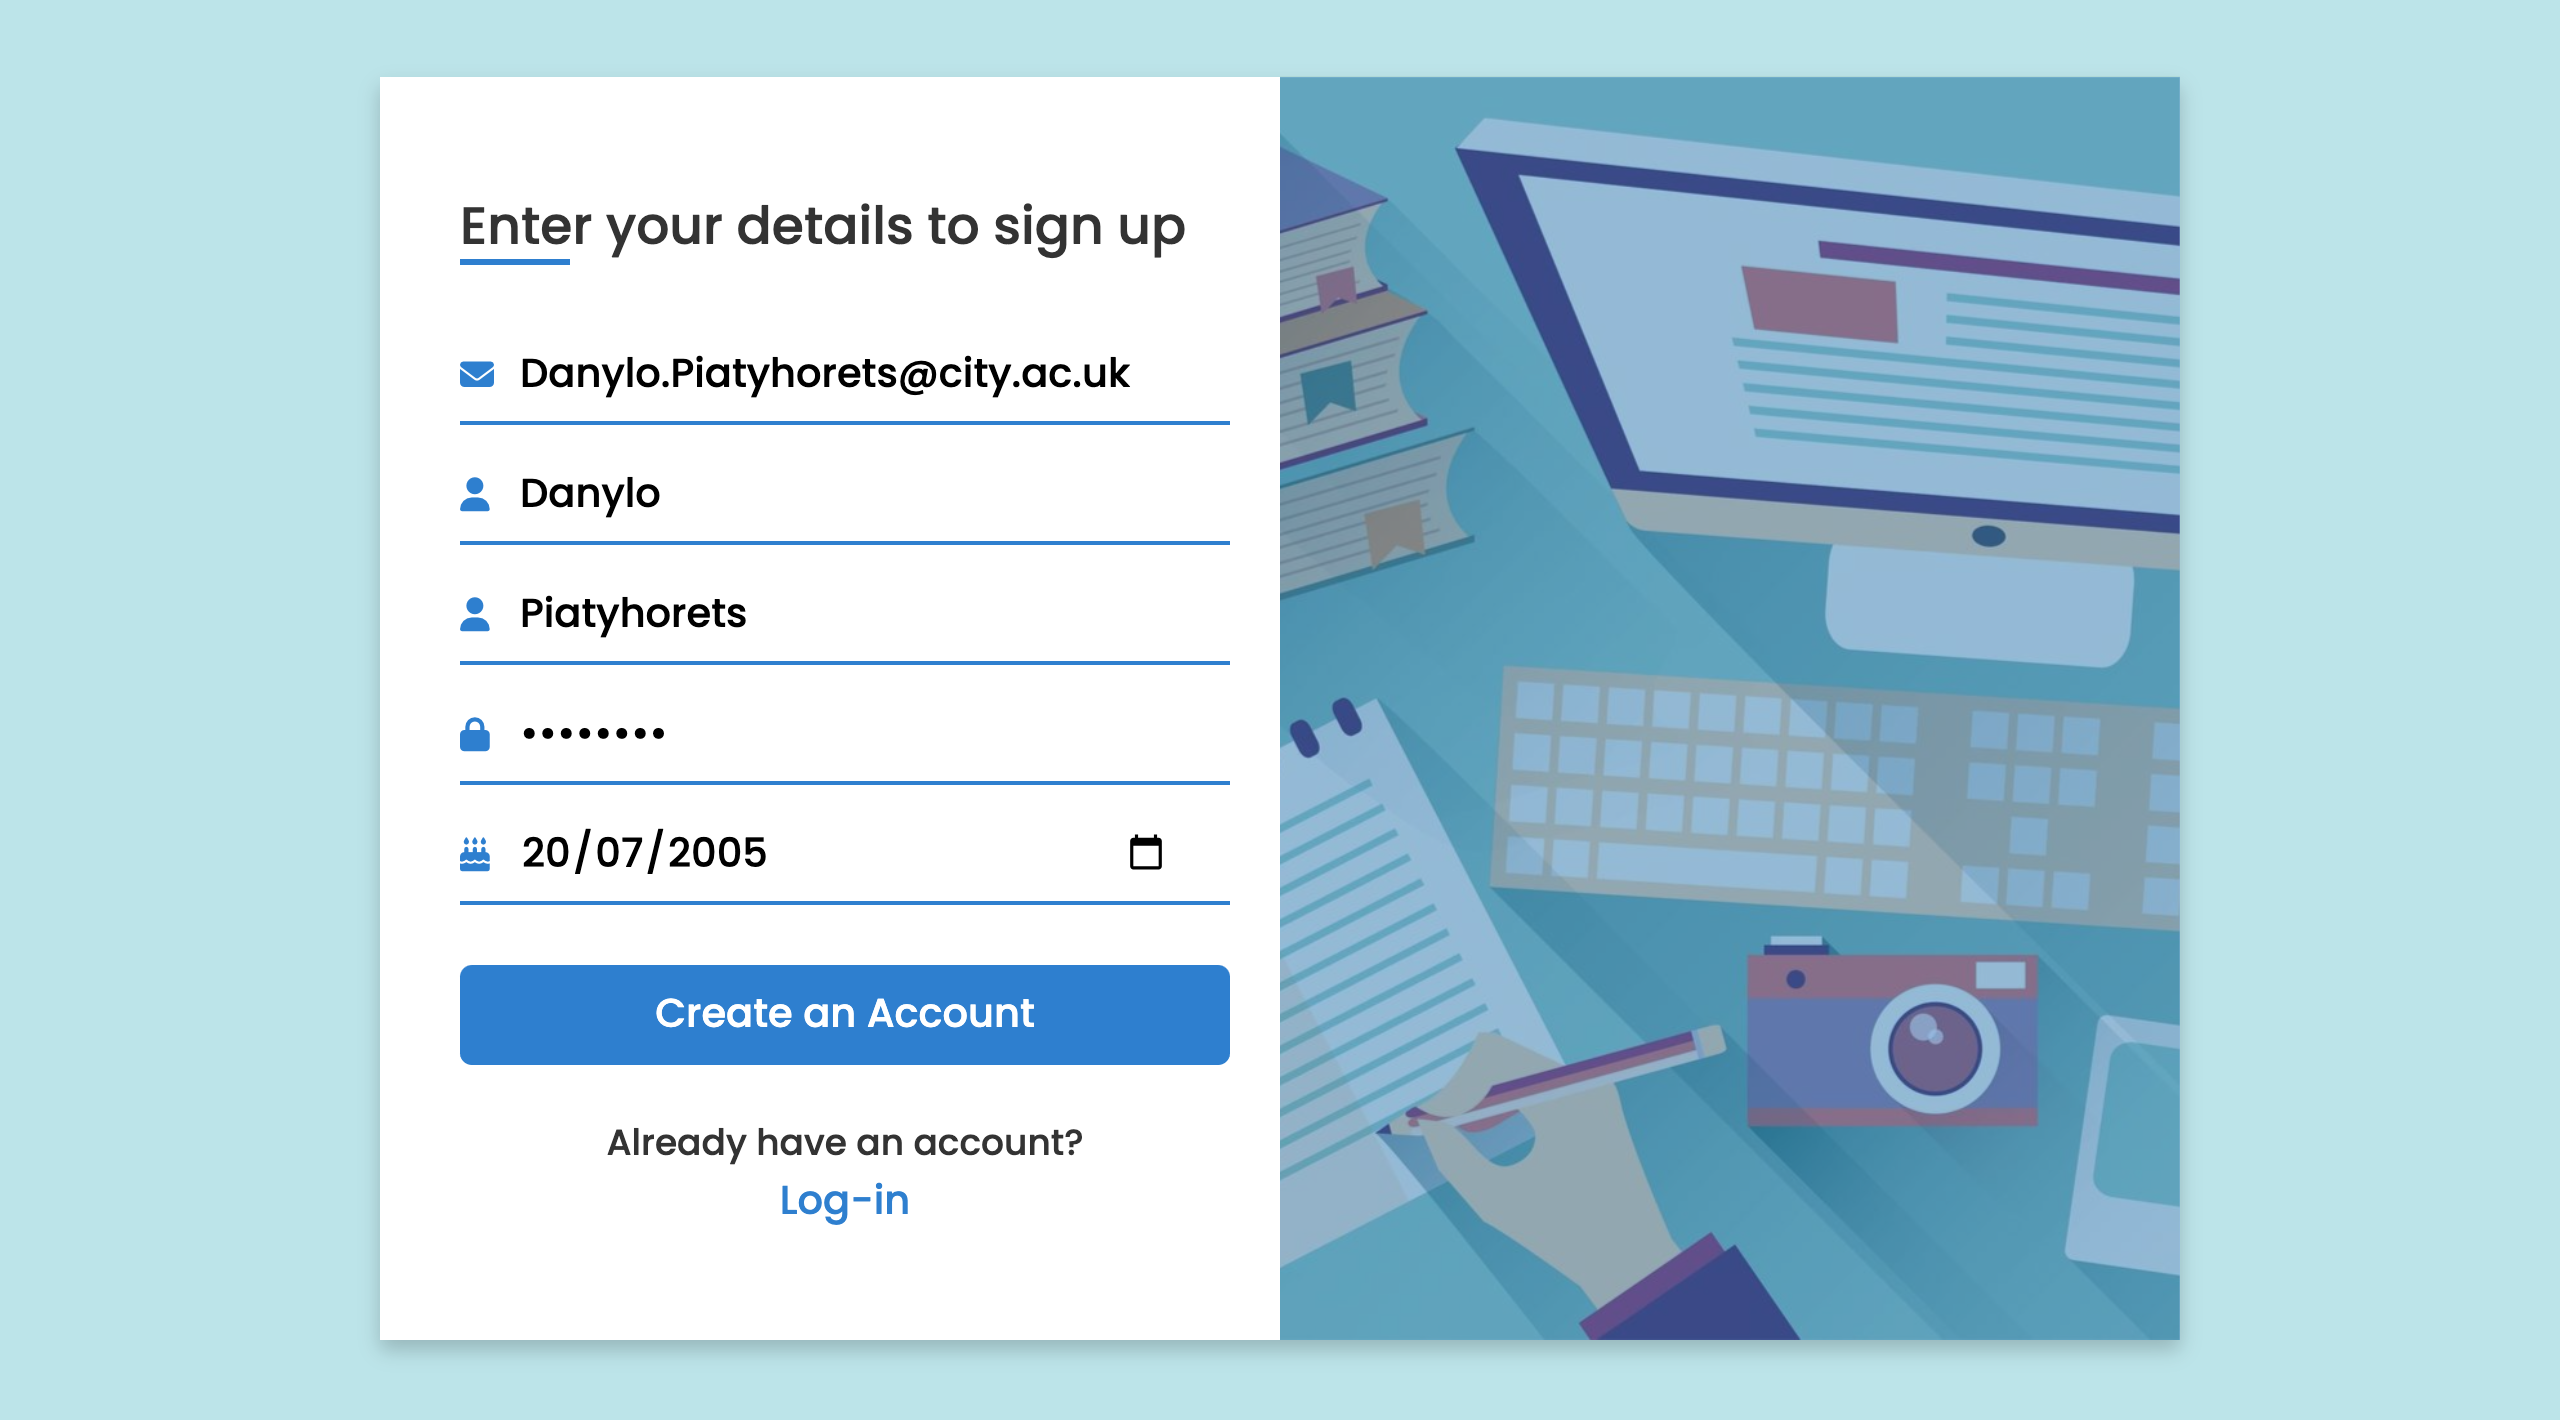 Enter your details to sign up
Danylo.Piatyhorets@city.ac.uk
Danylo
Piatyhorets
••••••••
20/07/2005
Create an Account
Already have an account?
Log-in